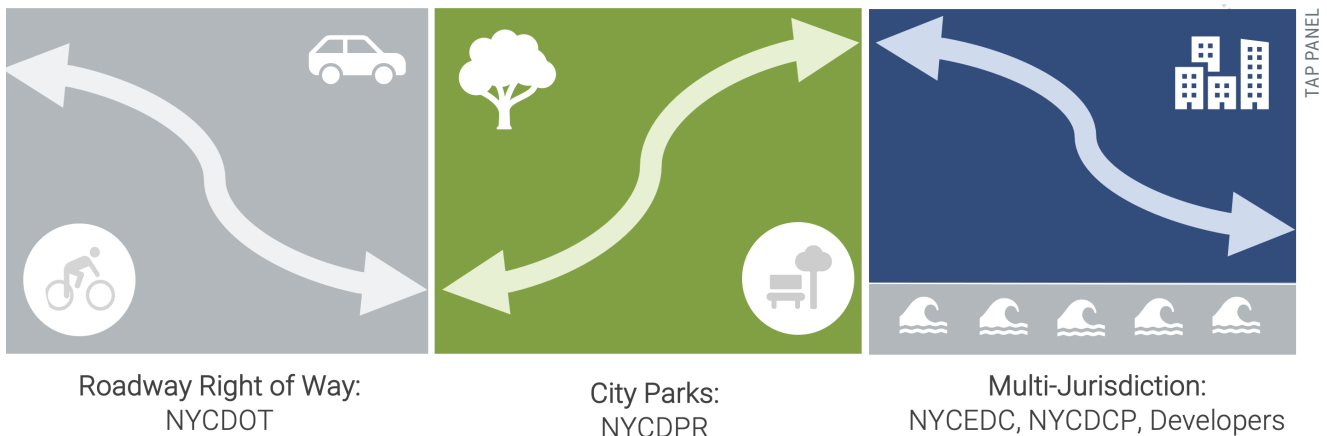 TAP PANEL
Roadway Right of Way:
NYCDOT
City Parks:
NYCDPR
Multi-Jurisdiction:
NYCEDC, NYCDCP, Developers